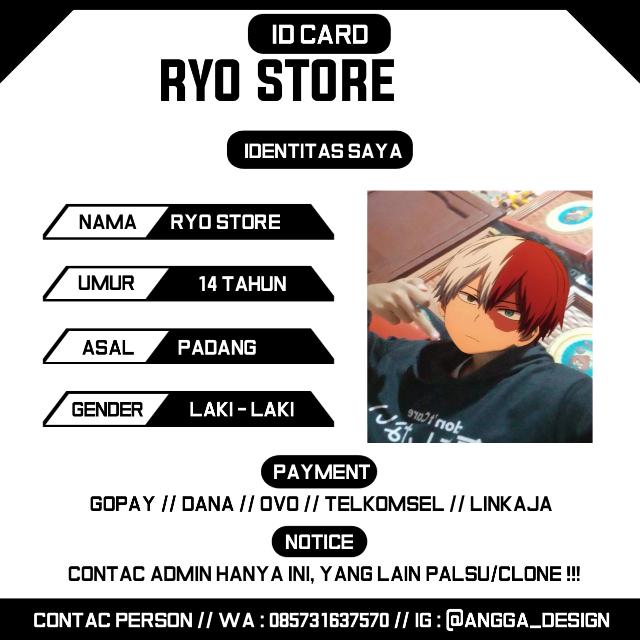 ID CARD
RYO STORE
IDENTITAS SAYA
NAMA RYO STORE
UMUR 14 TAHUN
ASAL PADANG
GENDER LAKI - LAKI
PAYMENT
GOPAY // DANA // OVO // TELKOMSEL // LINKAJA
NOTICE
CONTAC ADMIN HANYA INI, YANG LAIN PALSU/CLONE !!!
CONTAC PERSON // WA : 085731637570 // IG : @ANGGA_DESIGN